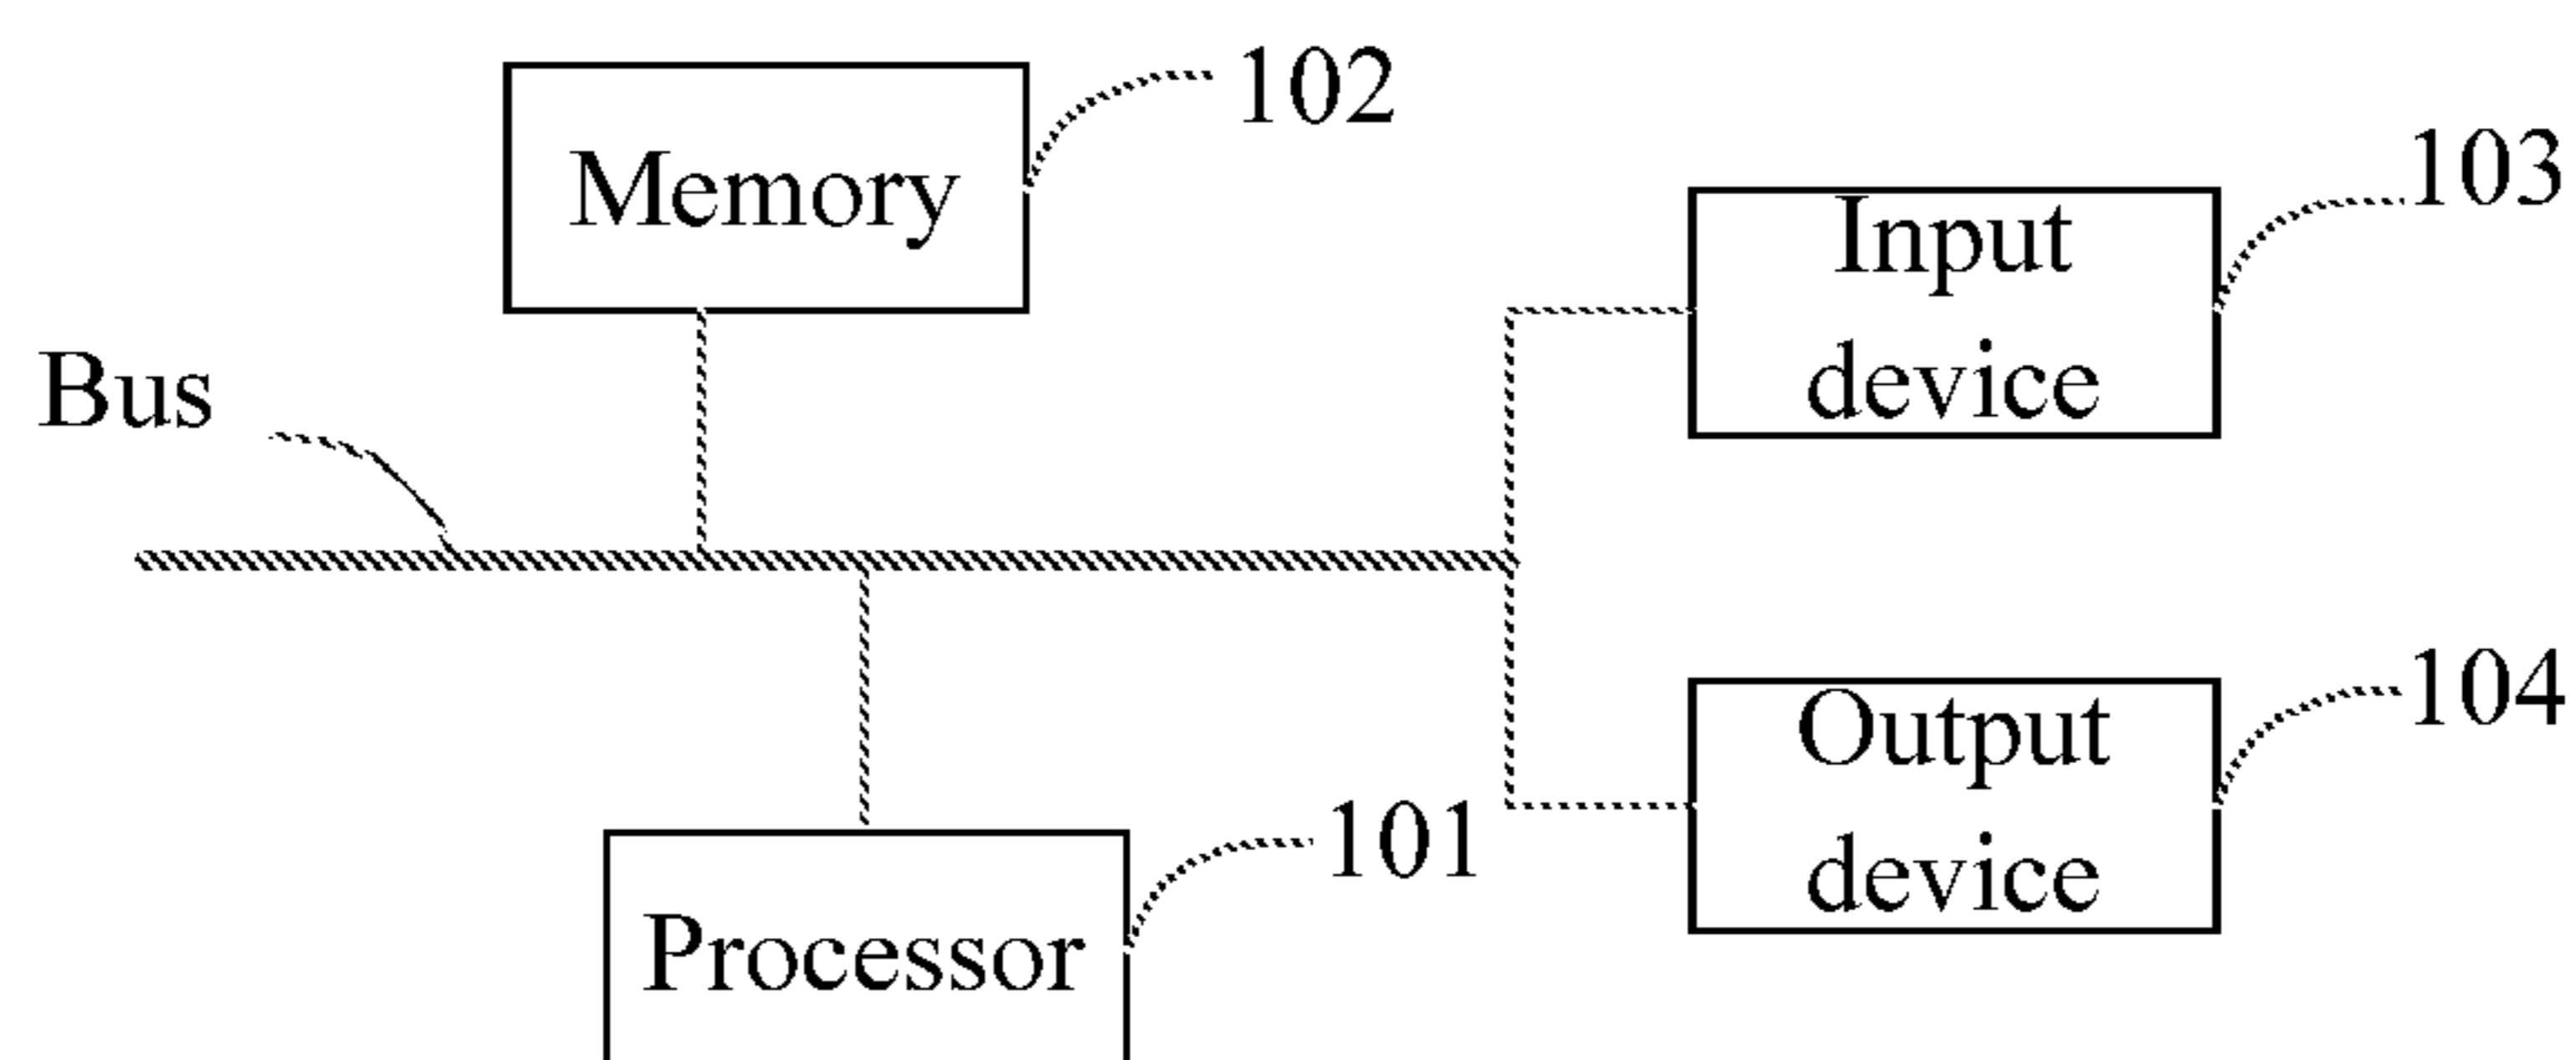 Memory
102
Input
device
103
Bus
Processor
101
Output
device
104